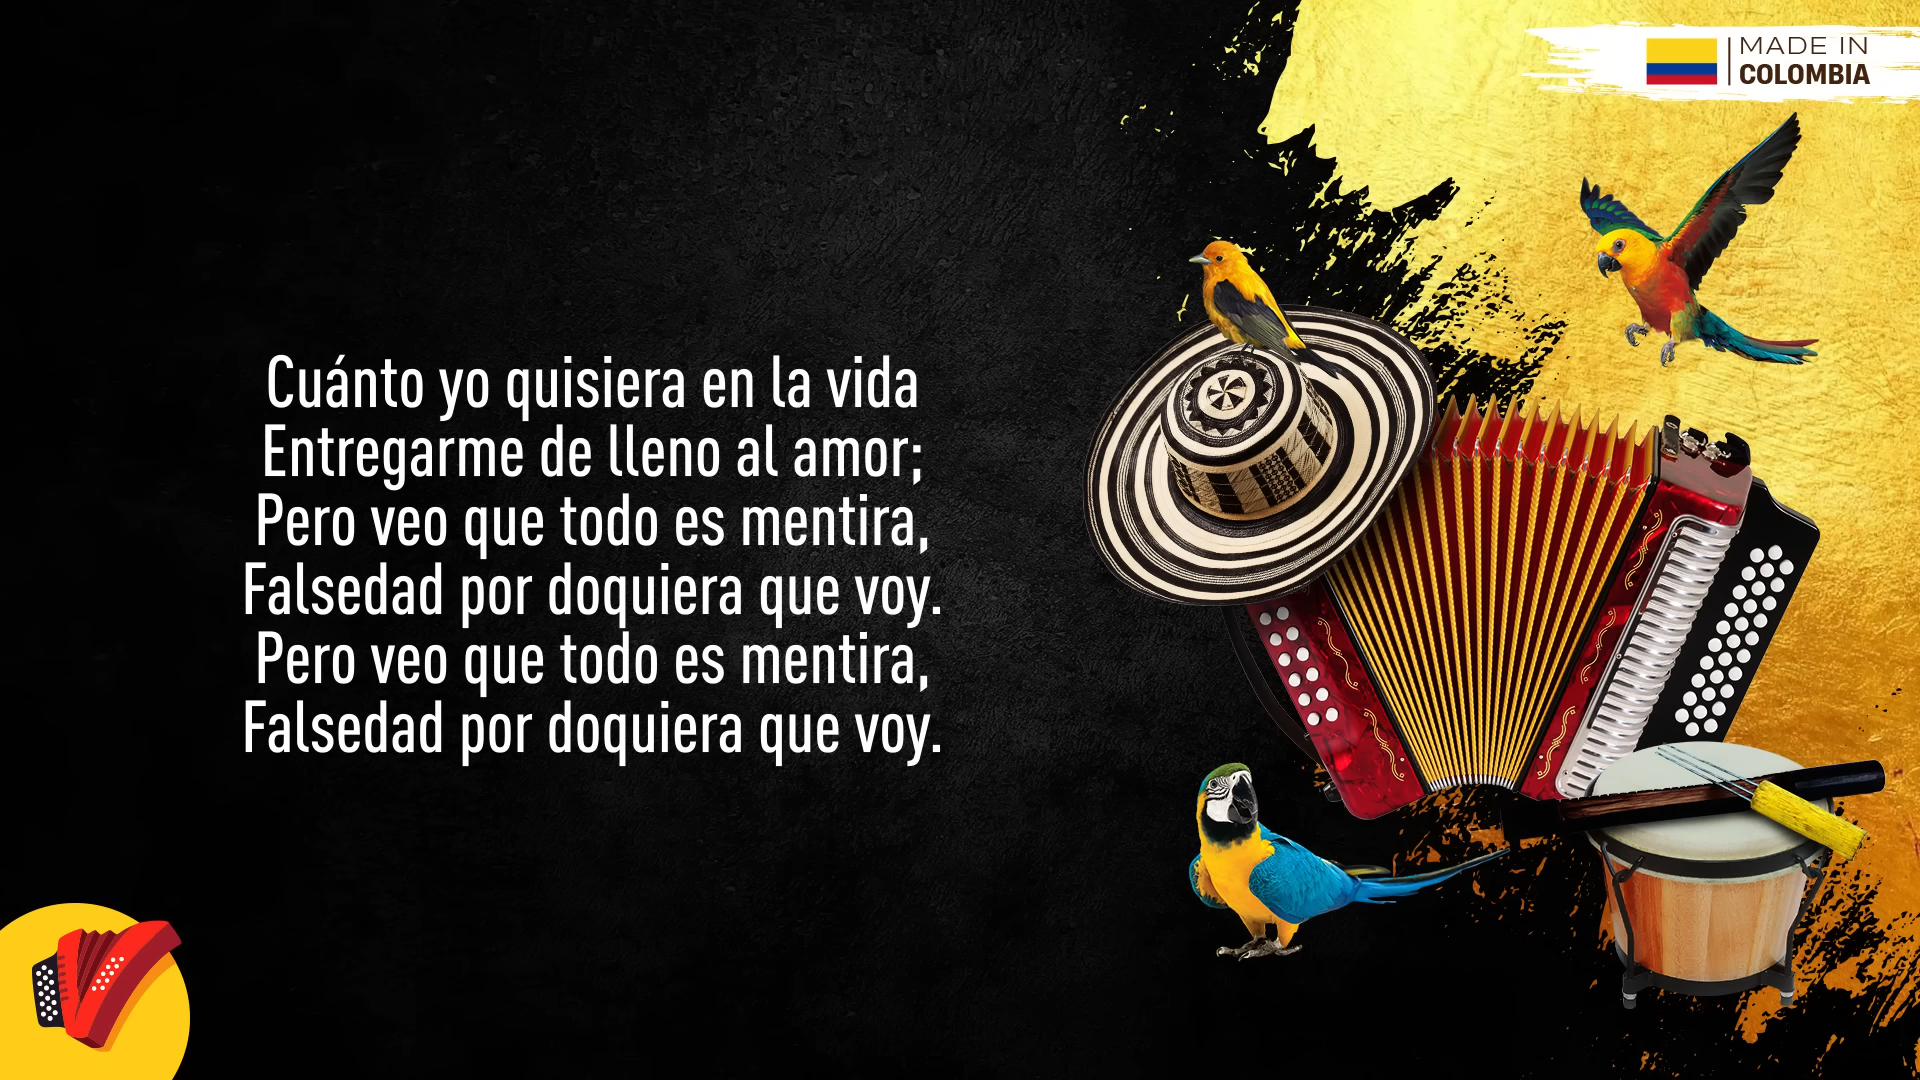 MADE IN
COLOMBIA
Cuánto yo quisiera en la vida
Entregarme de lleno al amor;
Pero veo que todo es mentira,
Falsedad por doquiera que voy.
Pero veo que todo es mentira,
Falsedad por doquiera que voy.